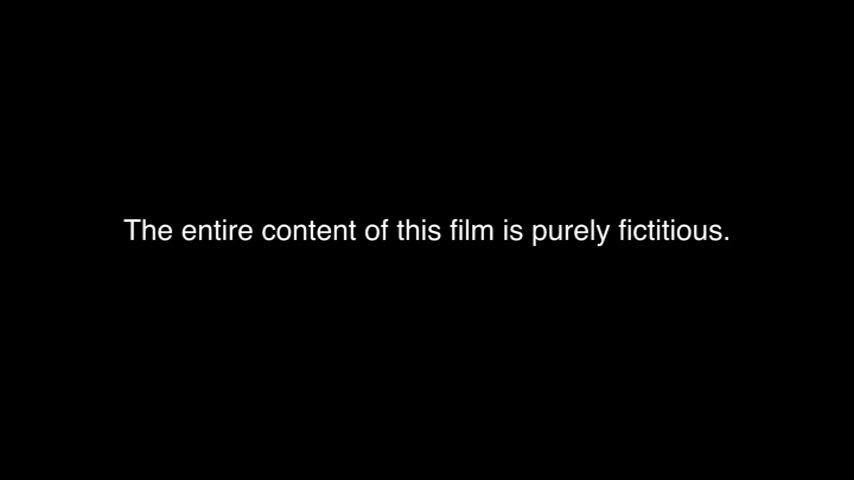 The entire content of this film is purely fictitious.